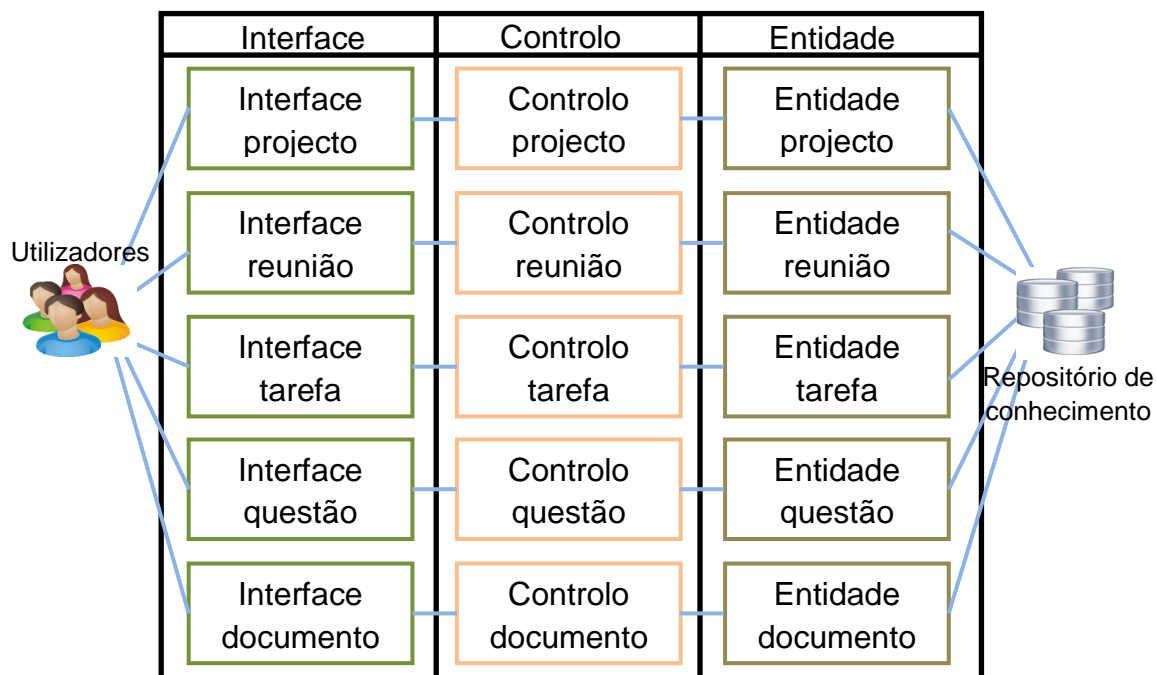 Interface
Controlo
Entidade
Interface
projecto
Controlo
projecto
Entidade
projecto
Interface
reunião
Controlo
reunião
Entidade
reunião
Utilizadores
Interface
tarefa
Controlo
tarefa
Entidade
tarefa
Repositório de
conhecimento
Interface
questão
Controlo
questão
Entidade
questão
Interface
documento
Controlo
documento
Entidade
documento